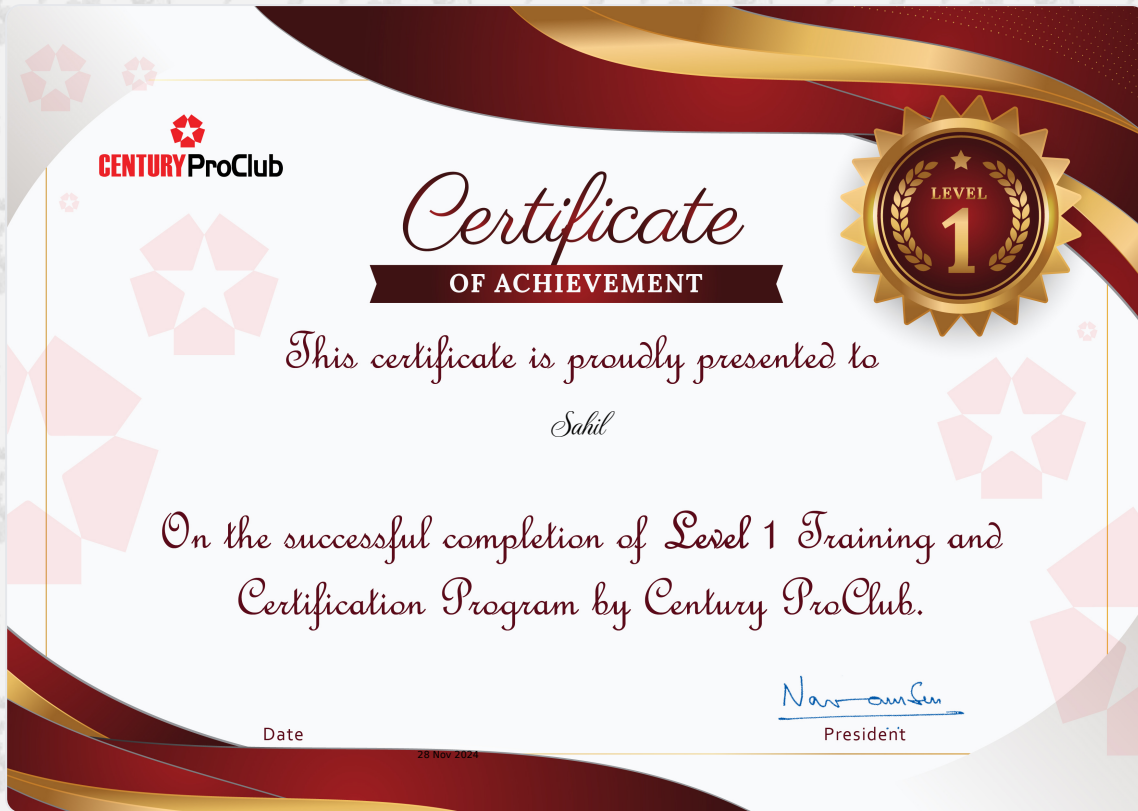 CENTURY ProClub
LEVEL
1
Certificate
OF ACHIEVEMENT
This certificate is proudly presented to
Sahil
On the successful completion of Level 1 Training and
Certification Program by Century ProClub.
Date
President
28 Nov 2024